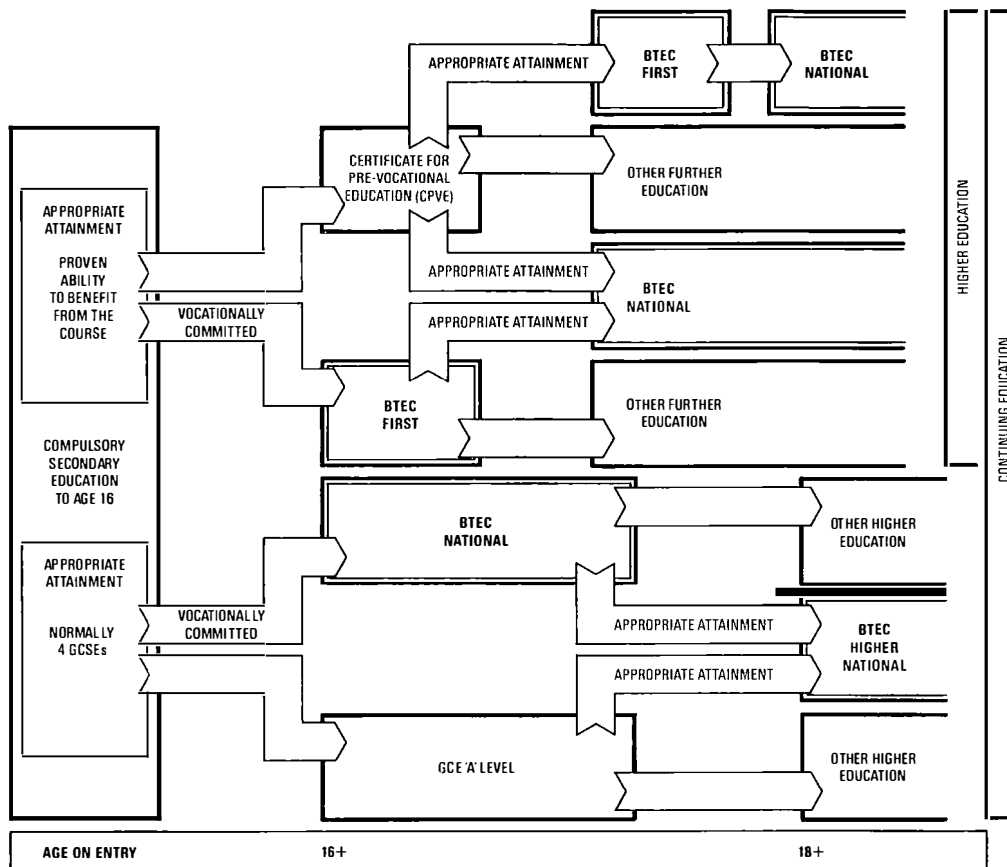 APPROPRIATE ATTAINMENT
BTEC
FIRST
BTEC
NATIONAL
CERTIFICATE FOR
PRE-VOCATIONAL
EDUCATION (CPVE)
OTHER FURTHER
EDUCATION
APPROPRIATE
ATTAINMENT
PROVEN
ABILITY
TO BENEFIT
FROM THE
COURSE
VOCATIONALLY
COMMITTED
APPROPRIATE ATTAINMENT
APPROPRIATE ATTAINMENT
BTEC
NATIONAL
BTEC
FIRST
OTHER FURTHER
EDUCATION
HIGHER EDUCATION
CONTINUING EDUCATION
COMPULSORY
SECONDARY
EDUCATION
TO AGE 16
APPROPRIATE
ATTAINMENT
NORMALLY
4 GCSEs
VOCATIONALLY
COMMITTED
BTEC
NATIONAL
OTHER HIGHER
EDUCATION
APPROPRIATE ATTAINMENT
APPROPRIATE ATTAINMENT
BTEC
HIGHER
NATIONAL
GCE 'A' LEVEL
OTHER HIGHER
EDUCATION
AGE ON ENTRY 16+ 18+